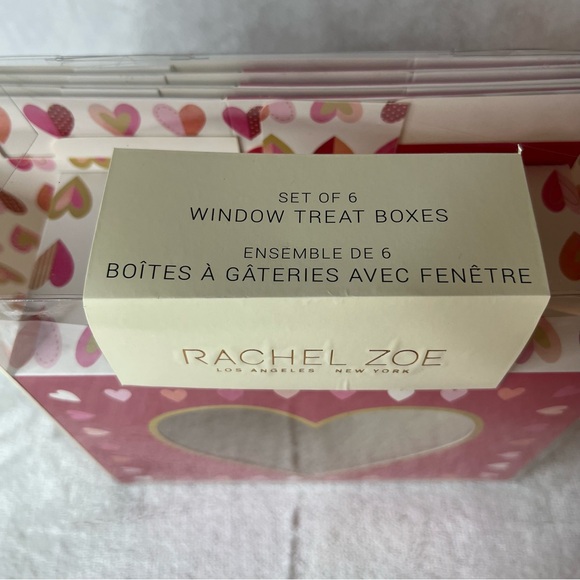 SET OF 6
WINDOW TREAT BOXES
ENSEMBLE DE 6
BOÎTES À GÂTERIES AVEC FENÊTRE
RACHEL ZOE
LOS ANGELES NEW YORK